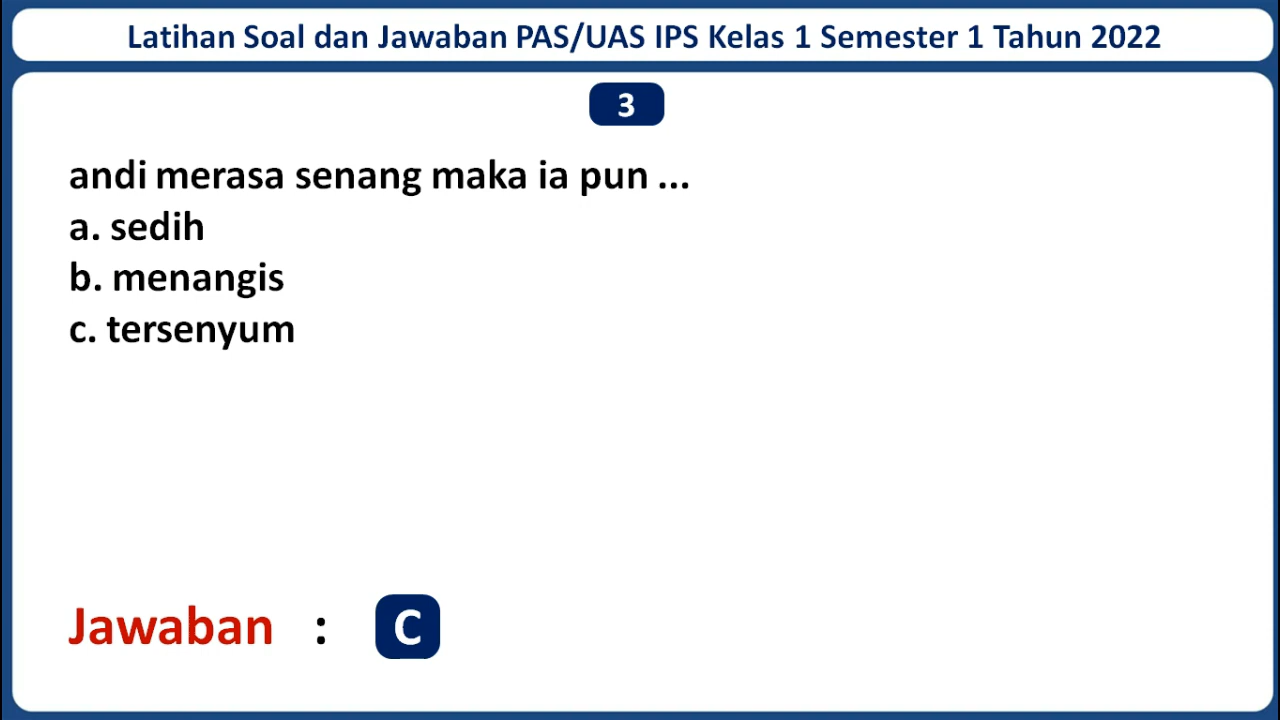 Latihan Soal dan Jawaban PAS/UAS IPS Kelas 1 Semester 1 Tahun 2022
3
andi merasa senang maka ia pun ...
a. sedih
b. menangis
c. tersenyum
Jawaban : C